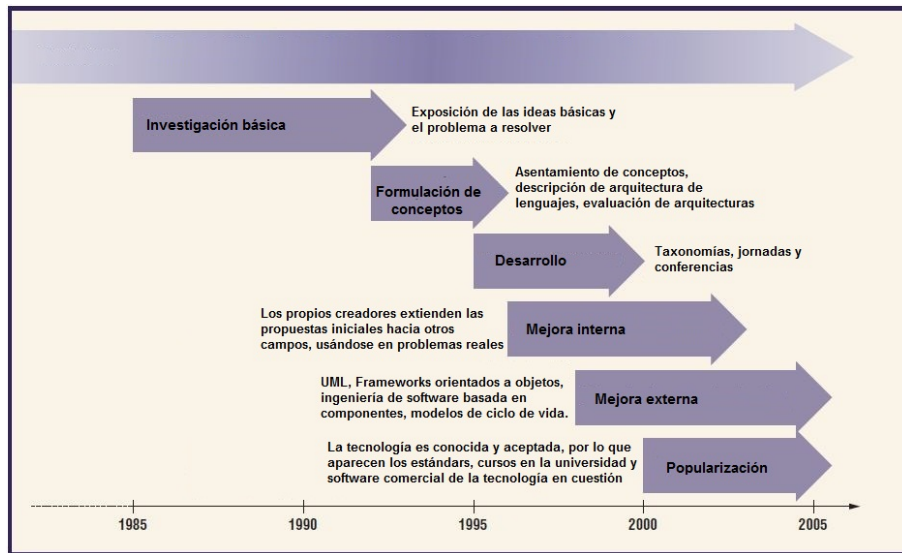 Investigación básica
Exposición de las ideas básicas y
el problema a resolver
Formulación de
conceptos
Asentamiento de conceptos,
descripción de arquitectura de
lenguajes, evaluación de arquitecturas
Desarrollo
Taxonomías, jornadas y
conferencias
Los propios creadores extienden las
propuestas iniciales hacia otros
campos, usándose en problemas reales
Mejora interna
UML, Frameworks orientados a objetos,
ingeniería de software basada en
componentes, modelos de ciclo de vida.
Mejora externa
La tecnología es conocida y aceptada, por lo que
aparecen los estándars, cursos en la universidad y
software comercial de la tecnología en cuestión
Popularización
1985 1990 1995 2000 2005